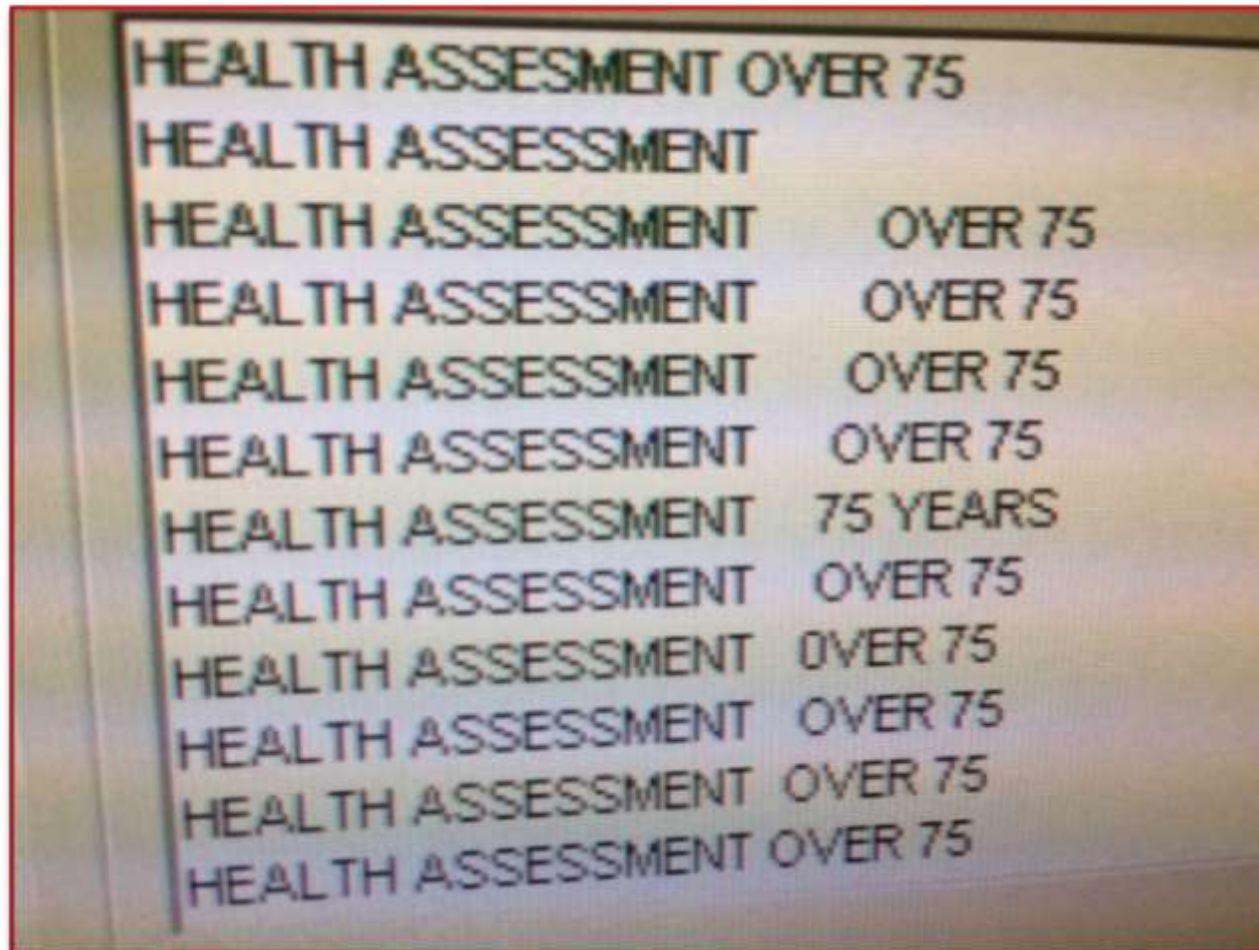 HEALTH ASSESMENT OVER 75
HEALTH ASSESSMENT
HEALTH ASSESSMENT       OVER 75
HEALTH ASSESSMENT      OVER 75
HEALTH ASSESSMENT     OVER 75
HEALTH ASSESSMENT    OVER 75
HEALTH ASSESSMENT   75 YEARS
HEALTH ASSESSMENT   OVER 75
HEALTH ASSESSMENT  0VER 75
HEALTH ASSESSMENT  OVER 75
HEALTH ASSESSMENT  OVER 75
HEALTH ASSESSMENT OVER 75